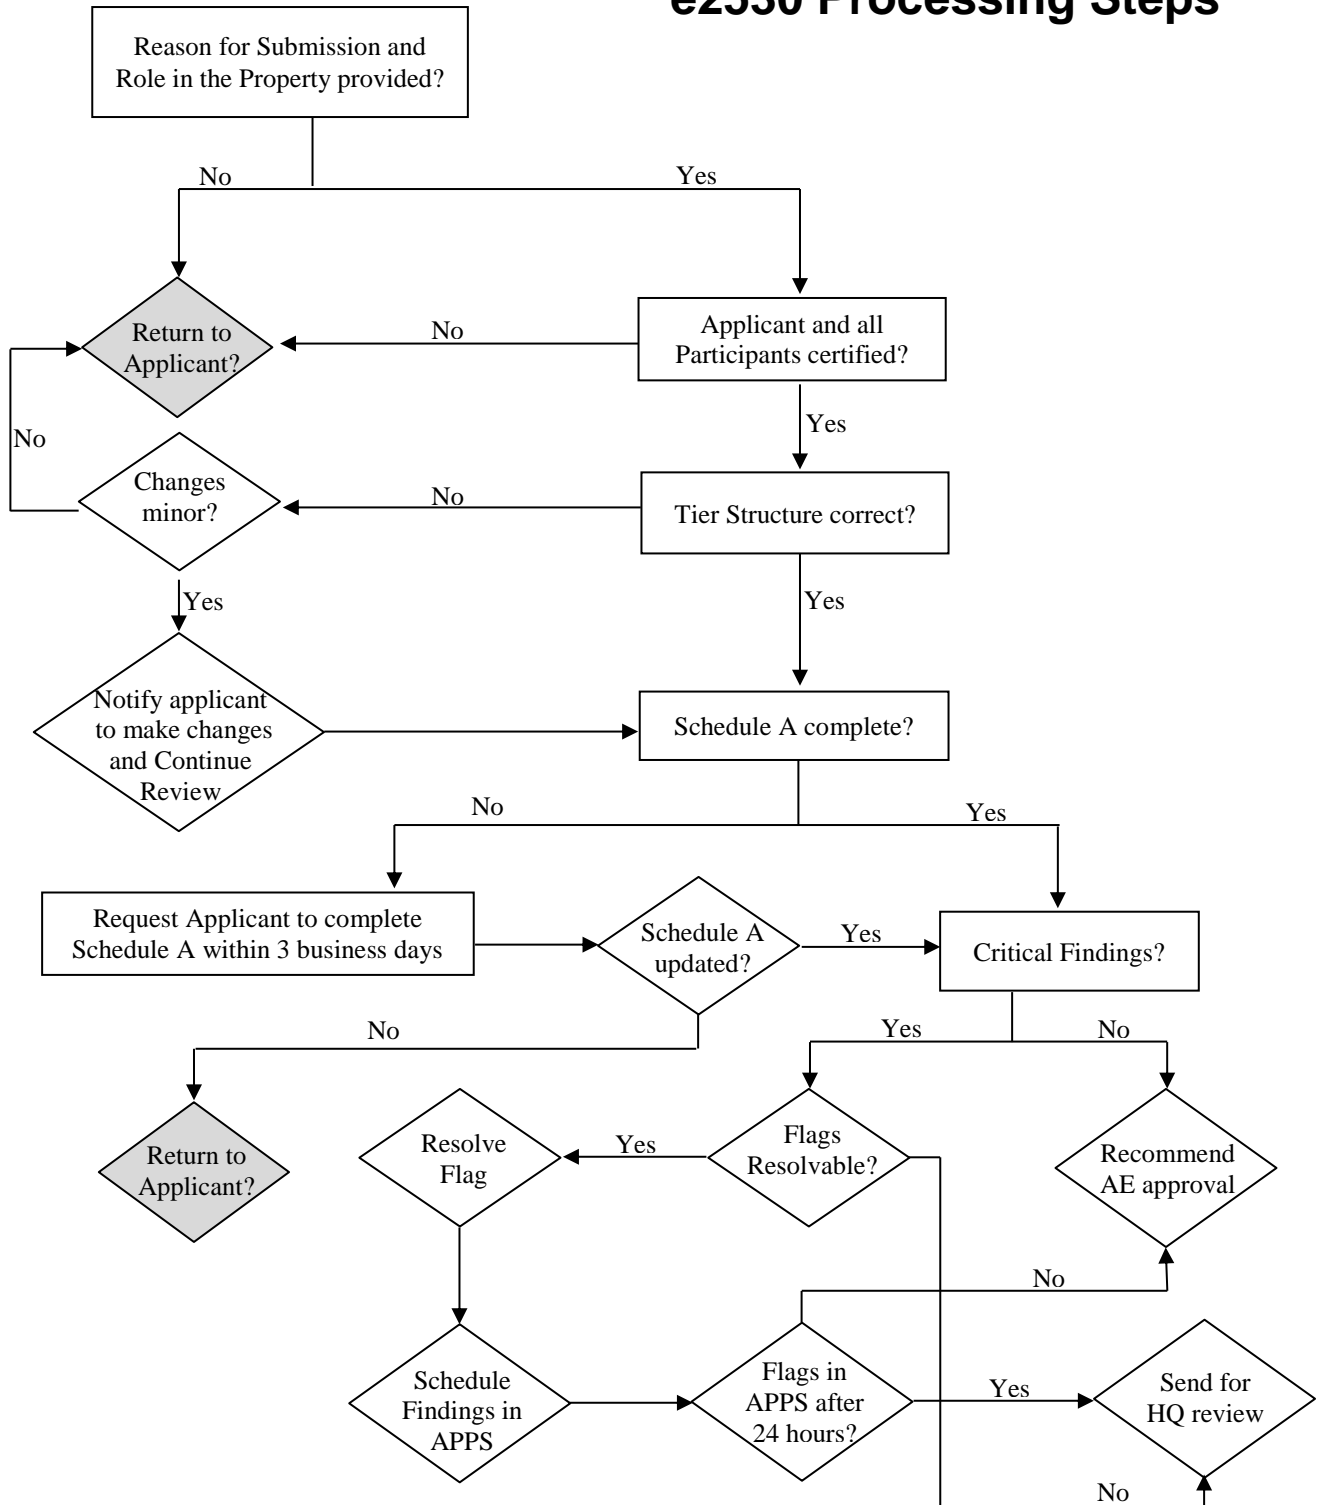 e2530 Processing Steps
Reason for Submission and
Role in the Property provided?
No
Yes
Return to
Applicant?
No
Applicant and all
Participants certified?
No
Yes
Changes
minor?
No
Tier Structure correct?
Yes
Yes
Notify applicant
to make changes
and Continue
Review
Schedule A complete?
No
Yes
Request Applicant to complete
Schedule A within 3 business days
Schedule A
updated?
Yes
Critical Findings?
No
Yes
No
Return to
Applicant?
Resolve
Flag
Yes
Flags
Resolvable?
Recommend
AE approval
No
Schedule
Findings in
APPS
Flags in
APPS after
24 hours?
Yes
Send for
HQ review
No